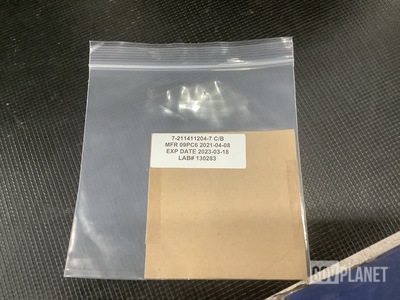 7-211411204-7 C/B
MFR 09PC6 2021-04-08
EXP DATE 2023-03-18
LAB# 130283
GOVPLANET